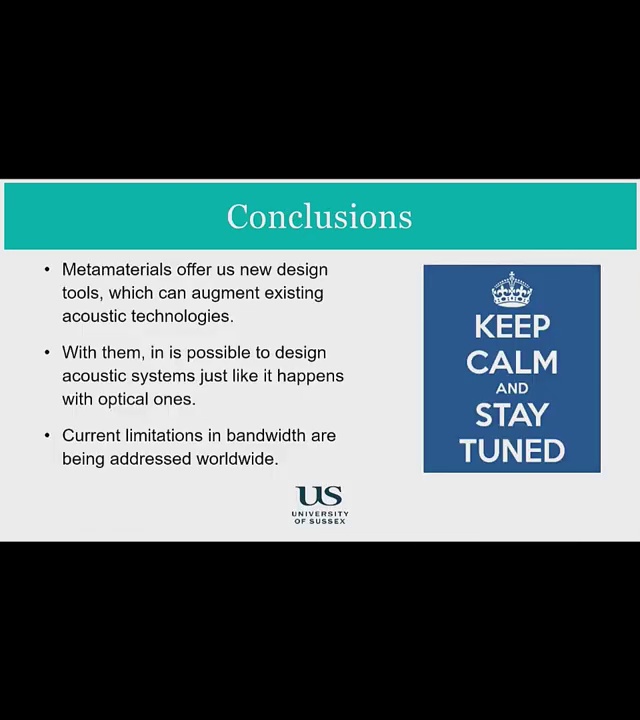 Conclusions
• Metamaterials offer us new design
tools, which can augment existing
acoustic technologies.
• With them, in is possible to design
acoustic systems just like it happens
with optical ones.
• Current limitations in bandwidth are
being addressed worldwide.
KEEP
CALM
AND
STAY
TUNED
US
UNIVERSITY
OF SUSSEX